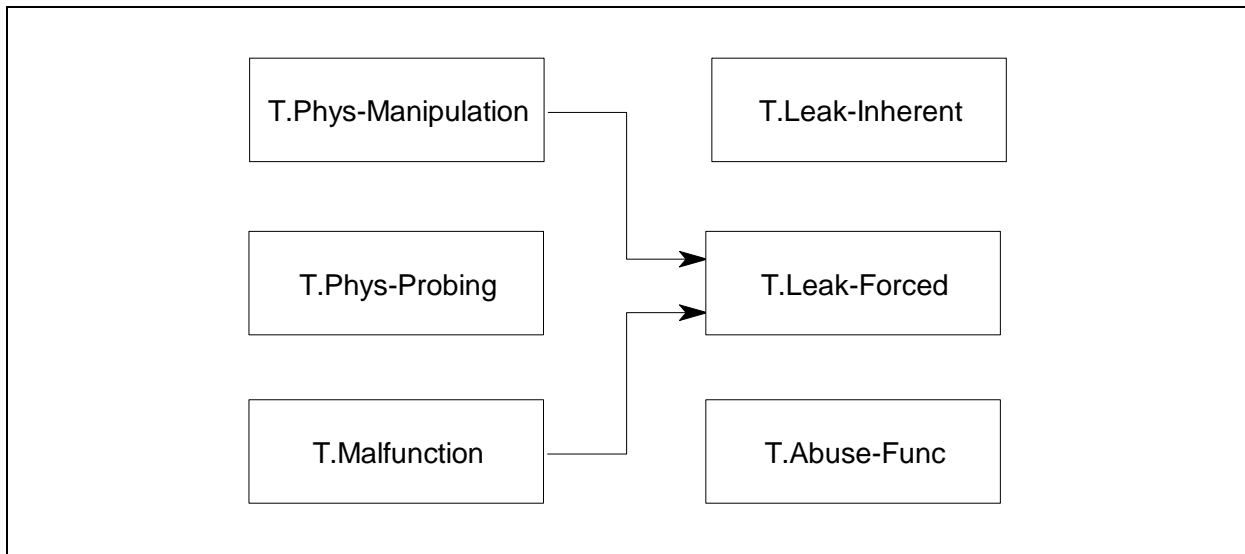 T.Phys-Manipulation
T.Leak-Inherent
T.Phys-Probing
T.Leak-Forced
T.Malfunction
T.Abuse-Func